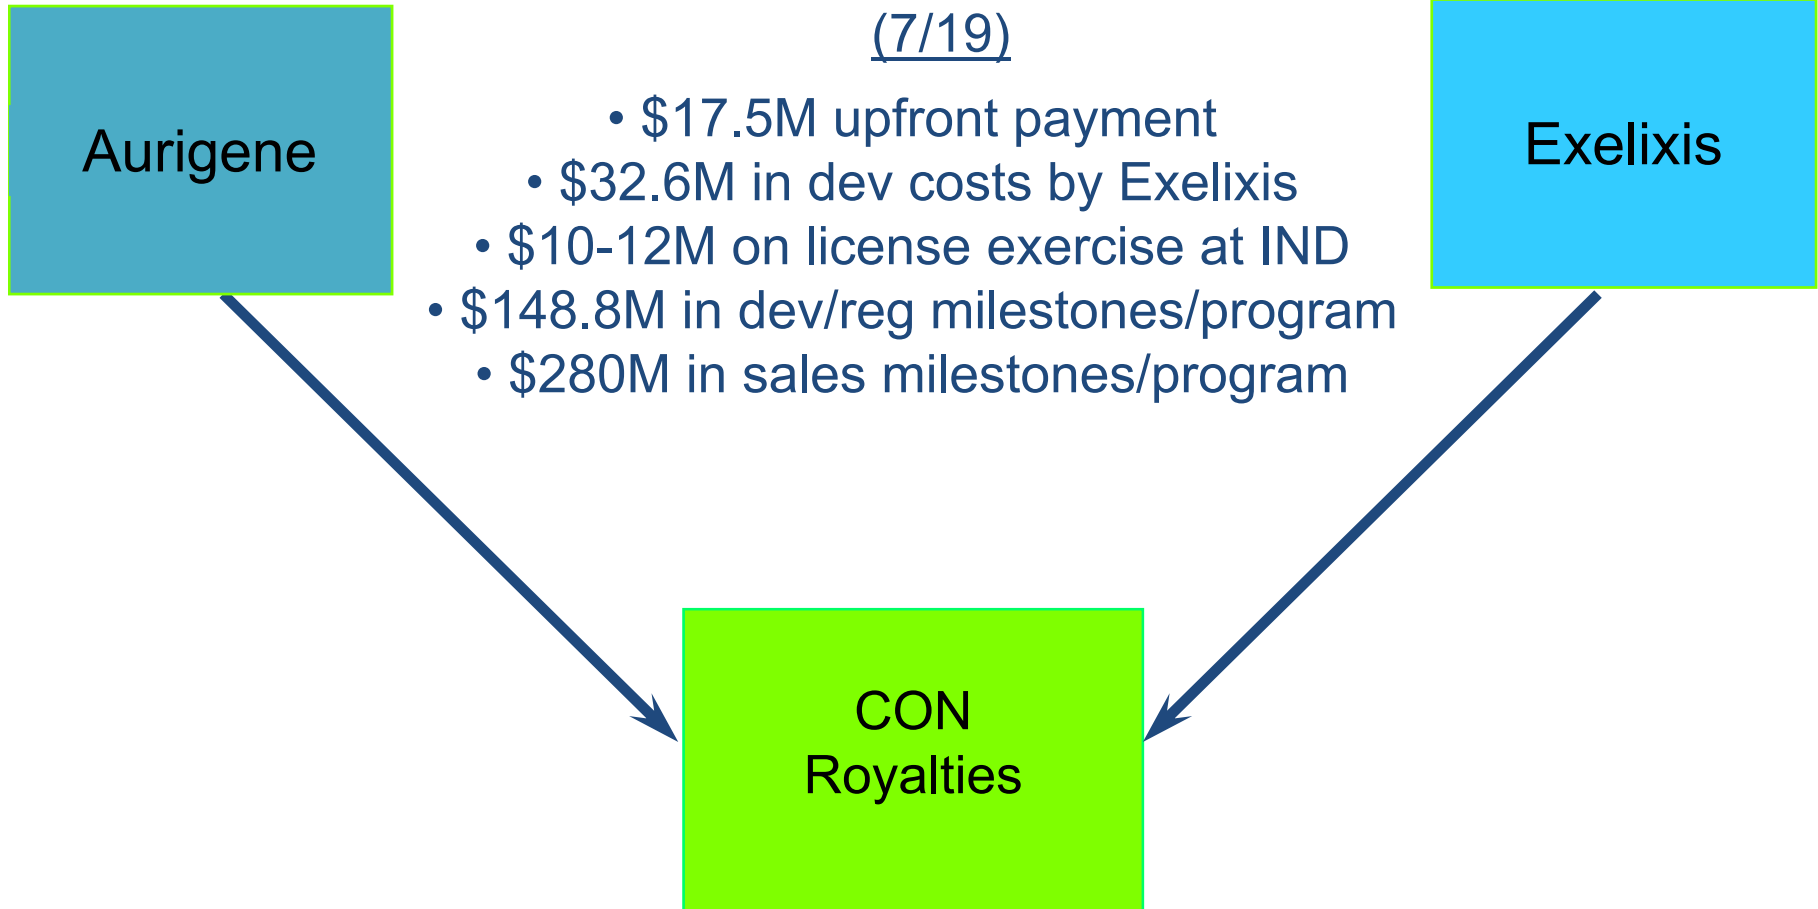 (7/19)
Aurigene
• $17.5M upfront payment
• $32.6M in dev costs by Exelixis
• $10-12M on license exercise at IND
• $148.8M in dev/reg milestones/program
• $280M in sales milestones/program
Exelixis
CON
Royalties